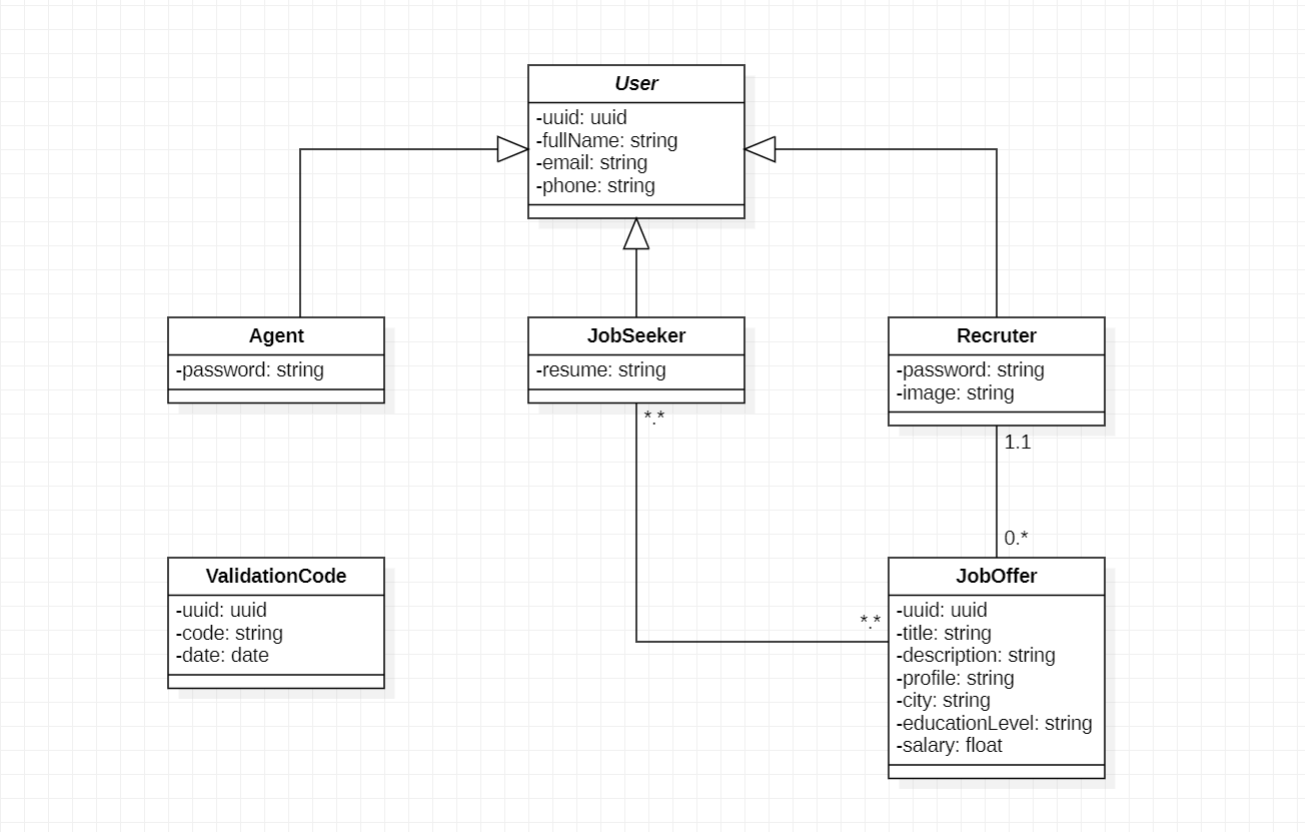 User
-uuid: uuid
-fullName: string
-email: string
-phone: string
Agent
-password: string
JobSeeker
-resume: string
Recruter
-password: string
-image: string
*.*
1.1
0.*
ValidationCode
-uuid: uuid
-code: string
-date: date
*.*
JobOffer
-uuid: uuid
-title: string
-description: string
-profile: string
-city: string
-educationLevel: string
-salary: float